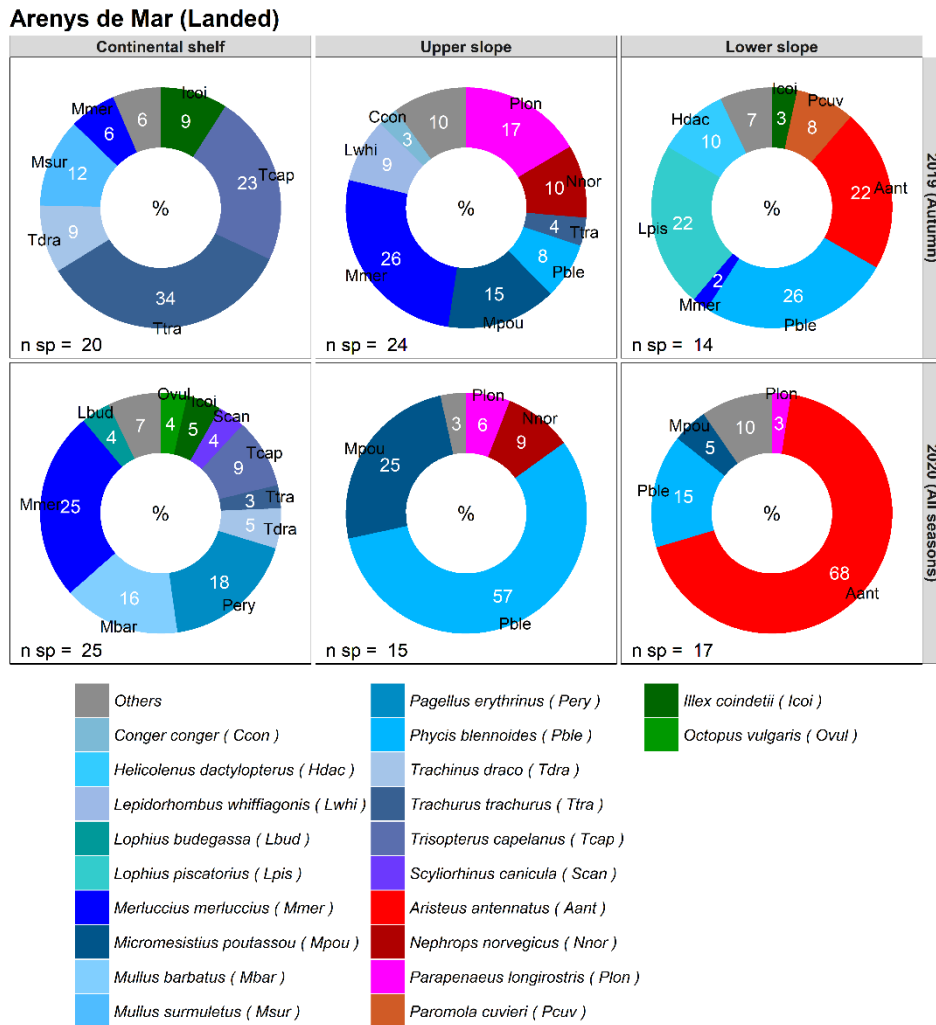 Arenys de Mar (Landed)
Continental shelf
Upper slope
Lower slope
2019 (Autumn)
Icoi
9
Tcap
23
Ttra
34
Tdra
9
Msur
12
Mmer
6
6
%
n sp = 20
Plon
17
Nnor
10
Ttra
4
Pble
8
Mpou
15
Mmer
26
Lwhi
9
Ccon
3
10
%
n sp = 24
Icoi
3
Pcuv
8
Aant
22
Pble
26
Mmer
2
Lpis
22
Hdac
10
7
%
n sp = 14
2020 (All seasons)
Ovul
4
Icoi
5
Scan
4
Tcap
9
Ttra
3
Tdra
5
Pery
18
Mbar
16
Mmer
25
Lbud
4
7
%
n sp = 25
Plon
6
Nnor
9
Pble
57
Mpou
25
3
%
n sp = 15
Plon
3
Aant
68
Pble
15
Mpou
5
10
%
n sp = 17
Others
Conger conger ( Ccon )
Helicolenus dactylopterus ( Hdac )
Lepidorhombus whiffiagonis ( Lwhi )
Lophius budegassa ( Lbud )
Lophius piscatorius ( Lpis )
Merluccius merluccius ( Mmer )
Micromesistius poutassou ( Mpou )
Mullus barbatus ( Mbar )
Mullus surmuletus ( Msur )
Pagellus erythrinus ( Pery )
Phycis blennoides ( Pble )
Trachinus draco ( Tdra )
Trachurus trachurus ( Ttra )
Trisopterus capelanus ( Tcap )
Scyliorhinus canicula ( Scan )
Aristeus antennatus ( Aant )
Nephrops norvegicus ( Nnor )
Parapenaeus longirostris ( Plon )
Paromola cuvieri ( Pcuv )
Illex coindetii ( Icoi )
Octopus vulgaris ( Ovul )